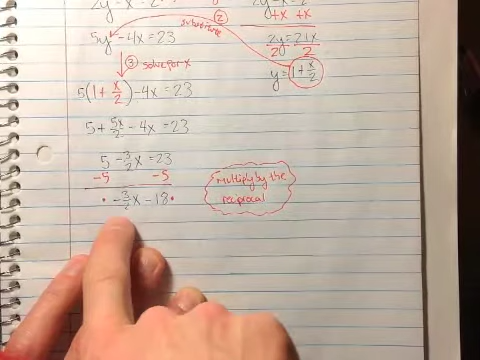 +x +x
substitute ②
5y - 4x = 23
2y = 2+x
2 2
③ solve for x
y = 1 + x/2
5(1 + x/2) - 4x = 23
5 + 5x/2 - 4x = 23
5 - 3/2 x = 23
-5 -5
multiply by the
reciprocal
· - 3/2 x - 18 ·